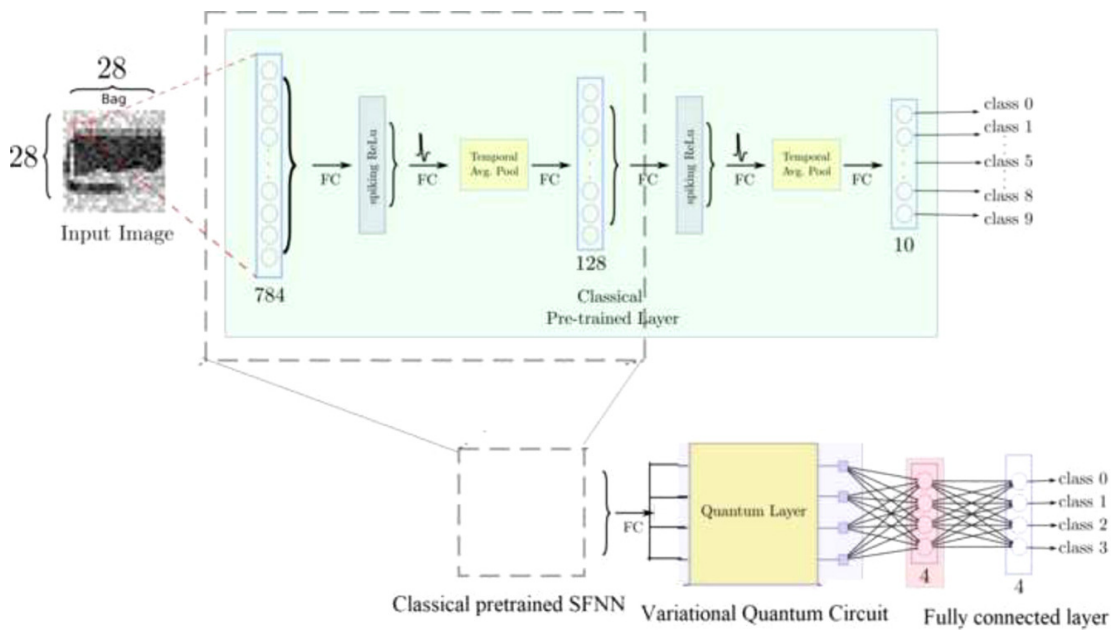 28
Bag
28
Input Image
784
FC
spiking ReLu
FC
Temporal
Avg. Pool
FC
128
FC
spiking ReLu
FC
Temporal
Avg. Pool
FC
10
class 0
class 1
class 5
class 8
class 9
Classical
Pre-trained Layer
FC
Quantum Layer
4
4
class 0
class 1
class 2
class 3
Classical pretrained SFNN
Variational Quantum Circuit
Fully connected layer